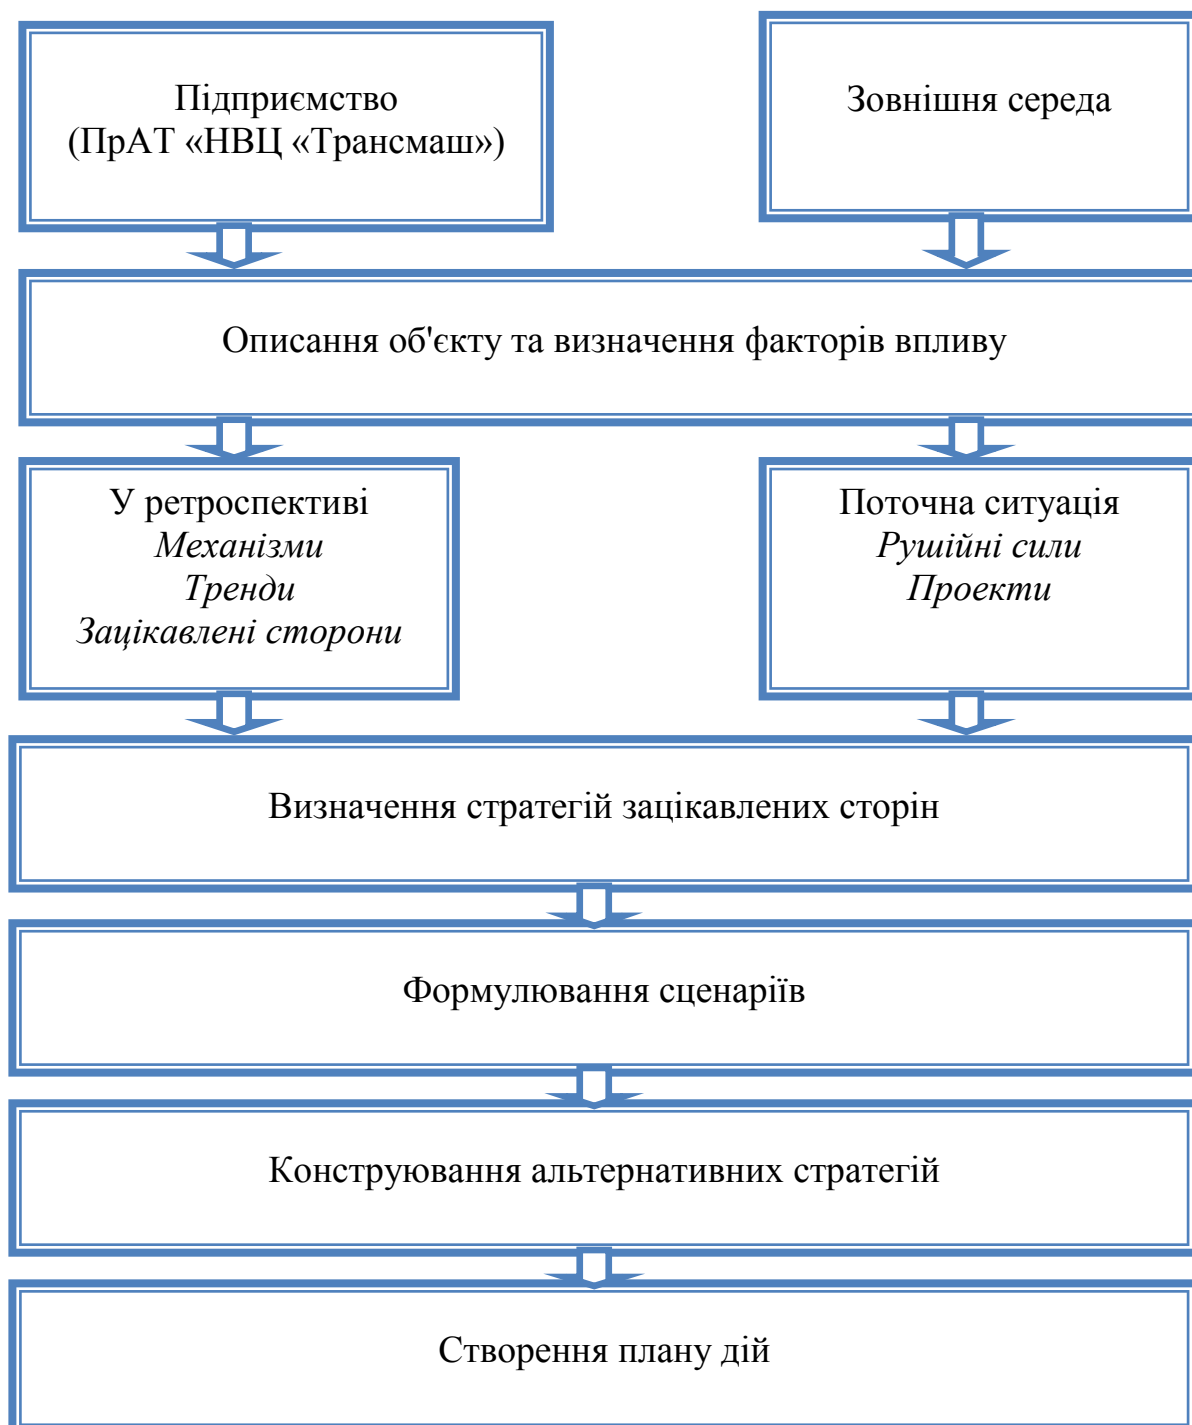 Підприємство
(ПрАТ «НВЦ «Трансмаш»)
Зовнішня середа
Описання об'єкту та визначення факторів впливу
У ретроспективі
Механізми
Тренди
Зацікавлені сторони
Поточна ситуація
Рушійні сили
Проекти
Визначення стратегій зацікавлених сторін
Формулювання сценаріїв
Конструювання альтернативних стратегій
Створення плану дій